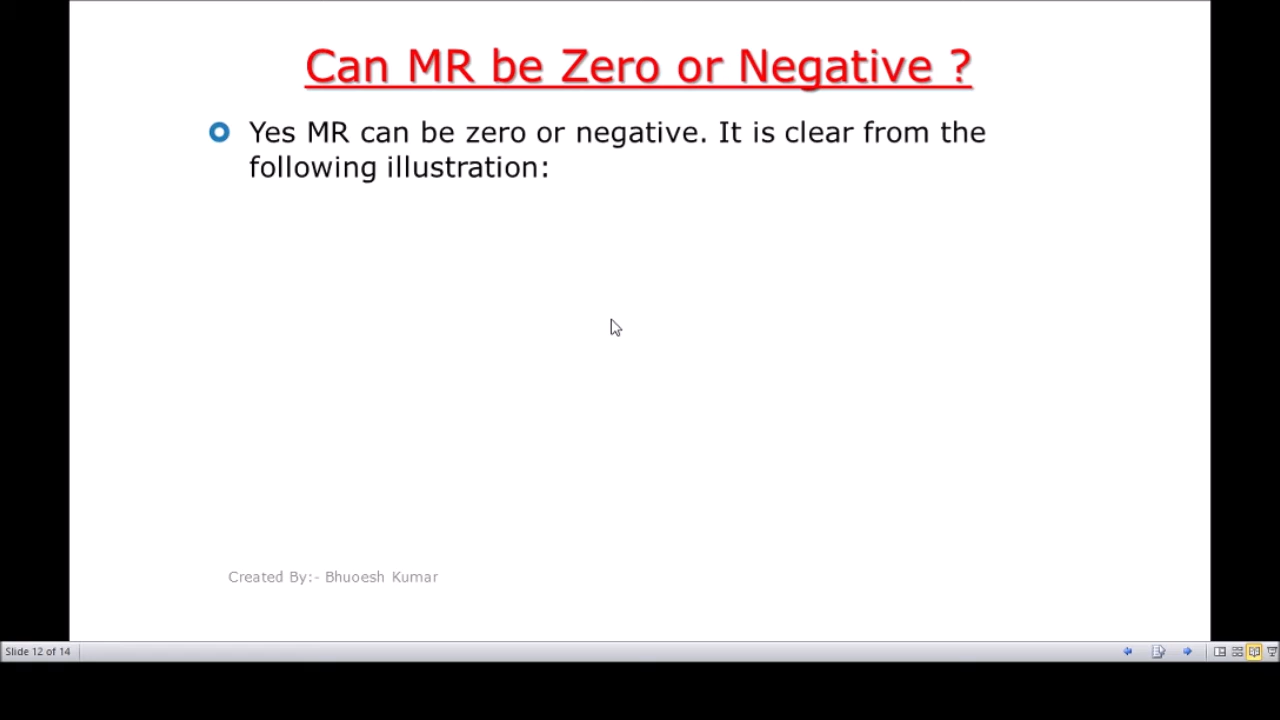 Can MR be Zero or Negative ?
Yes MR can be zero or negative. It is clear from the
following illustration:
Created By:- Bhuoesh Kumar
Slide 12 of 14